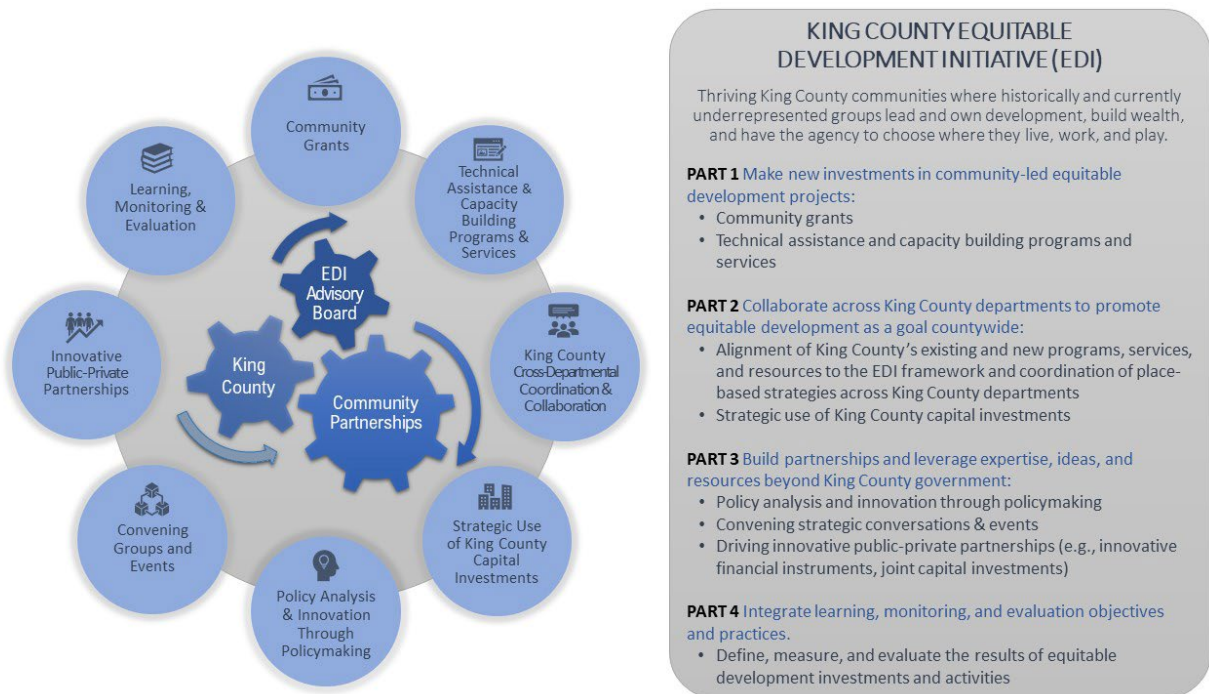 Community
Grants
Technical
Assistance &
Capacity
Building
Programs &
Services
King County
Cross-Departmental
Coordination &
Collaboration
Strategic Use
of King County
Capital
Investments
Policy Analysis
& Innovation
Through
Policymaking
Convening
Groups and
Events
Innovative
Public-Private
Partnerships
Learning,
Monitoring &
Evaluation
EDI
Advisory
Board
King
County
Community
Partnerships
KING COUNTY EQUITABLE
DEVELOPMENT INITIATIVE (EDI)
Thriving King County communities where historically and currently
underrepresented groups lead and own development, build wealth,
and have the agency to choose where they live, work, and play.
PART 1 Make new investments in community-led equitable
development projects:
• Community grants
• Technical assistance and capacity building programs and
services
PART 2 Collaborate across King County departments to promote
equitable development as a goal countywide:
• Alignment of King County's existing and new programs, services,
and resources to the EDI framework and coordination of place-
based strategies across King County departments
• Strategic use of King County capital investments
PART 3 Build partnerships and leverage expertise, ideas, and
resources beyond King County government:
• Policy analysis and innovation through policymaking
• Convening strategic conversations & events
• Driving innovative public-private partnerships (e.g., innovative
financial instruments, joint capital investments)
PART 4 Integrate learning, monitoring, and evaluation objectives
and practices.
• Define, measure, and evaluate the results of equitable
development investments and activities